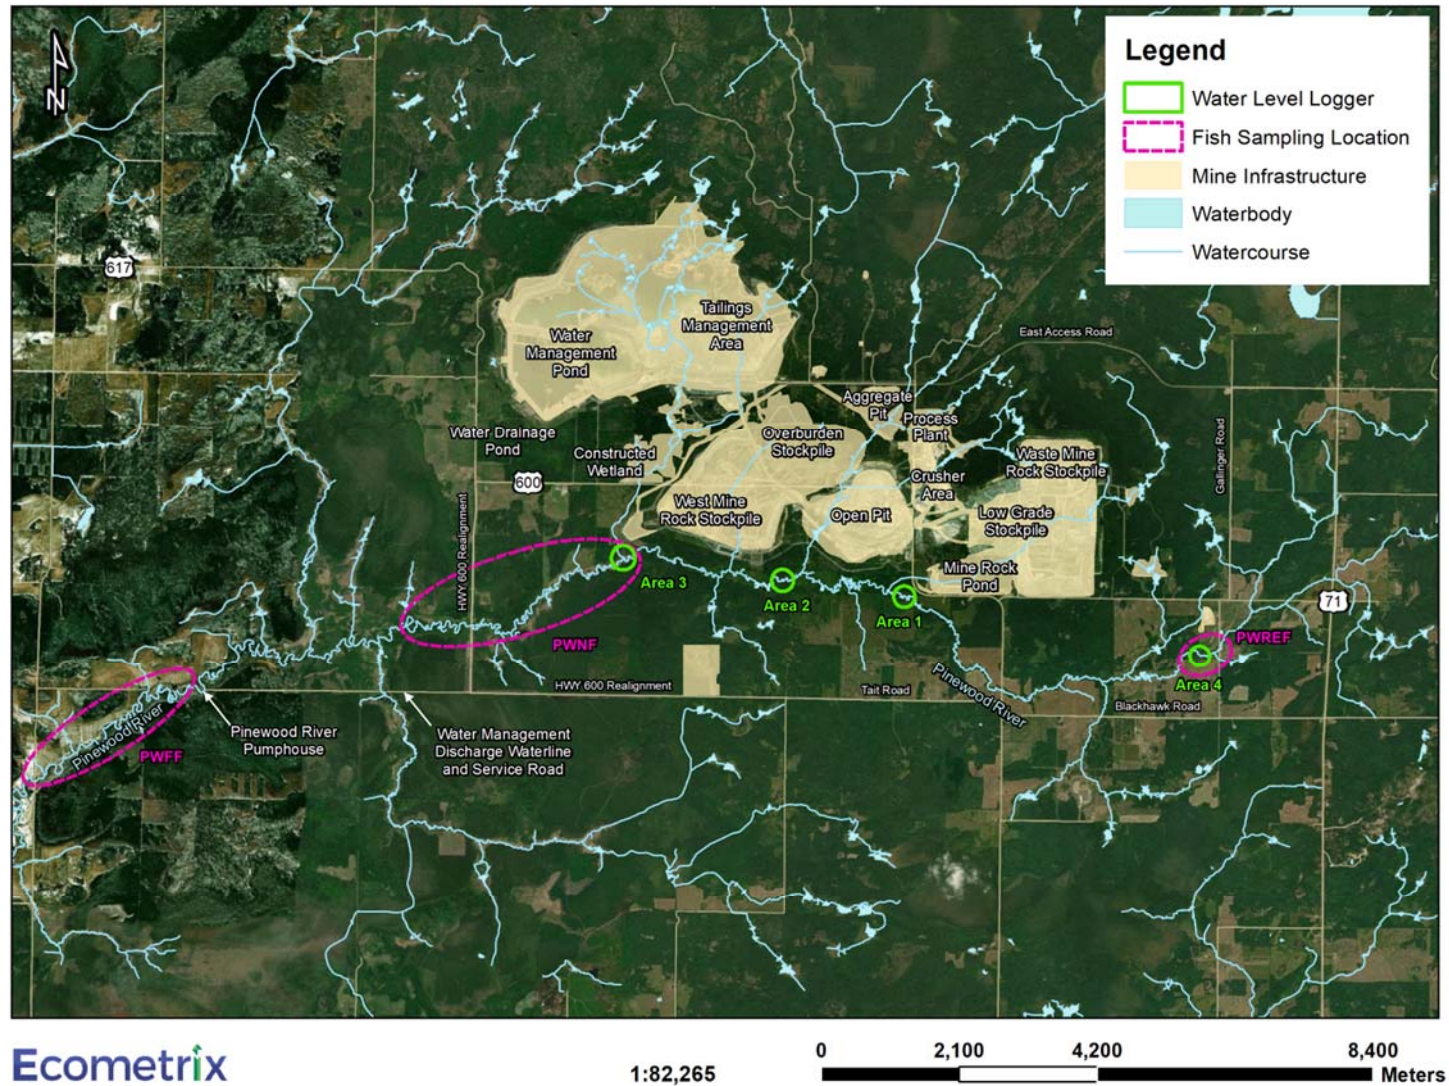 N
Legend
Water Level Logger
Fish Sampling Location
Mine Infrastructure
Waterbody
Watercourse
617
Tailings
Management
Area
Water
Management
Pond
East Access Road
Aggregate
Pit
Process
Plant
Water Drainage
Pond
Constructed
Wetland
Overburden
Stockpile
Waste Mine
Rock Stockpile
Gallinger Road
600
Crusher
Area
West Mine
Rock Stockpile
Open Pit
Low Grade
Stockpile
HWY 600 Realignment
Mine Rock
Pond
Area 3
Area 2
Area 1
71
PWNF
PWREF
Area 4
HWY 600 Realignment
Tait Road
Pinewood River
Blackhawk Road
Pinewood River
PWFF
Pinewood River
Pumphouse
Water Management
Discharge Waterline
and Service Road
Ecometrix
1:82,265
0 2,100 4,200 8,400
Meters